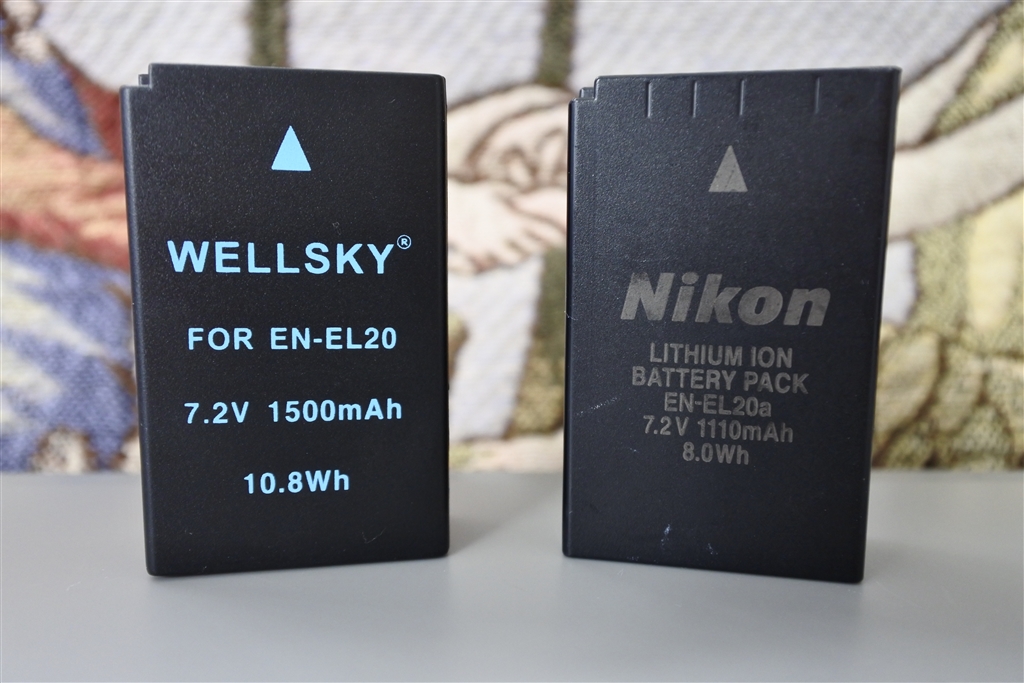 WELLSKY®
FOR EN-EL20
7.2V 1500mAh
10.8Wh
Nikon
LITHIUM ION
BATTERY PACK
EN-EL20a
7.2V 1110mAh
8.0Wh